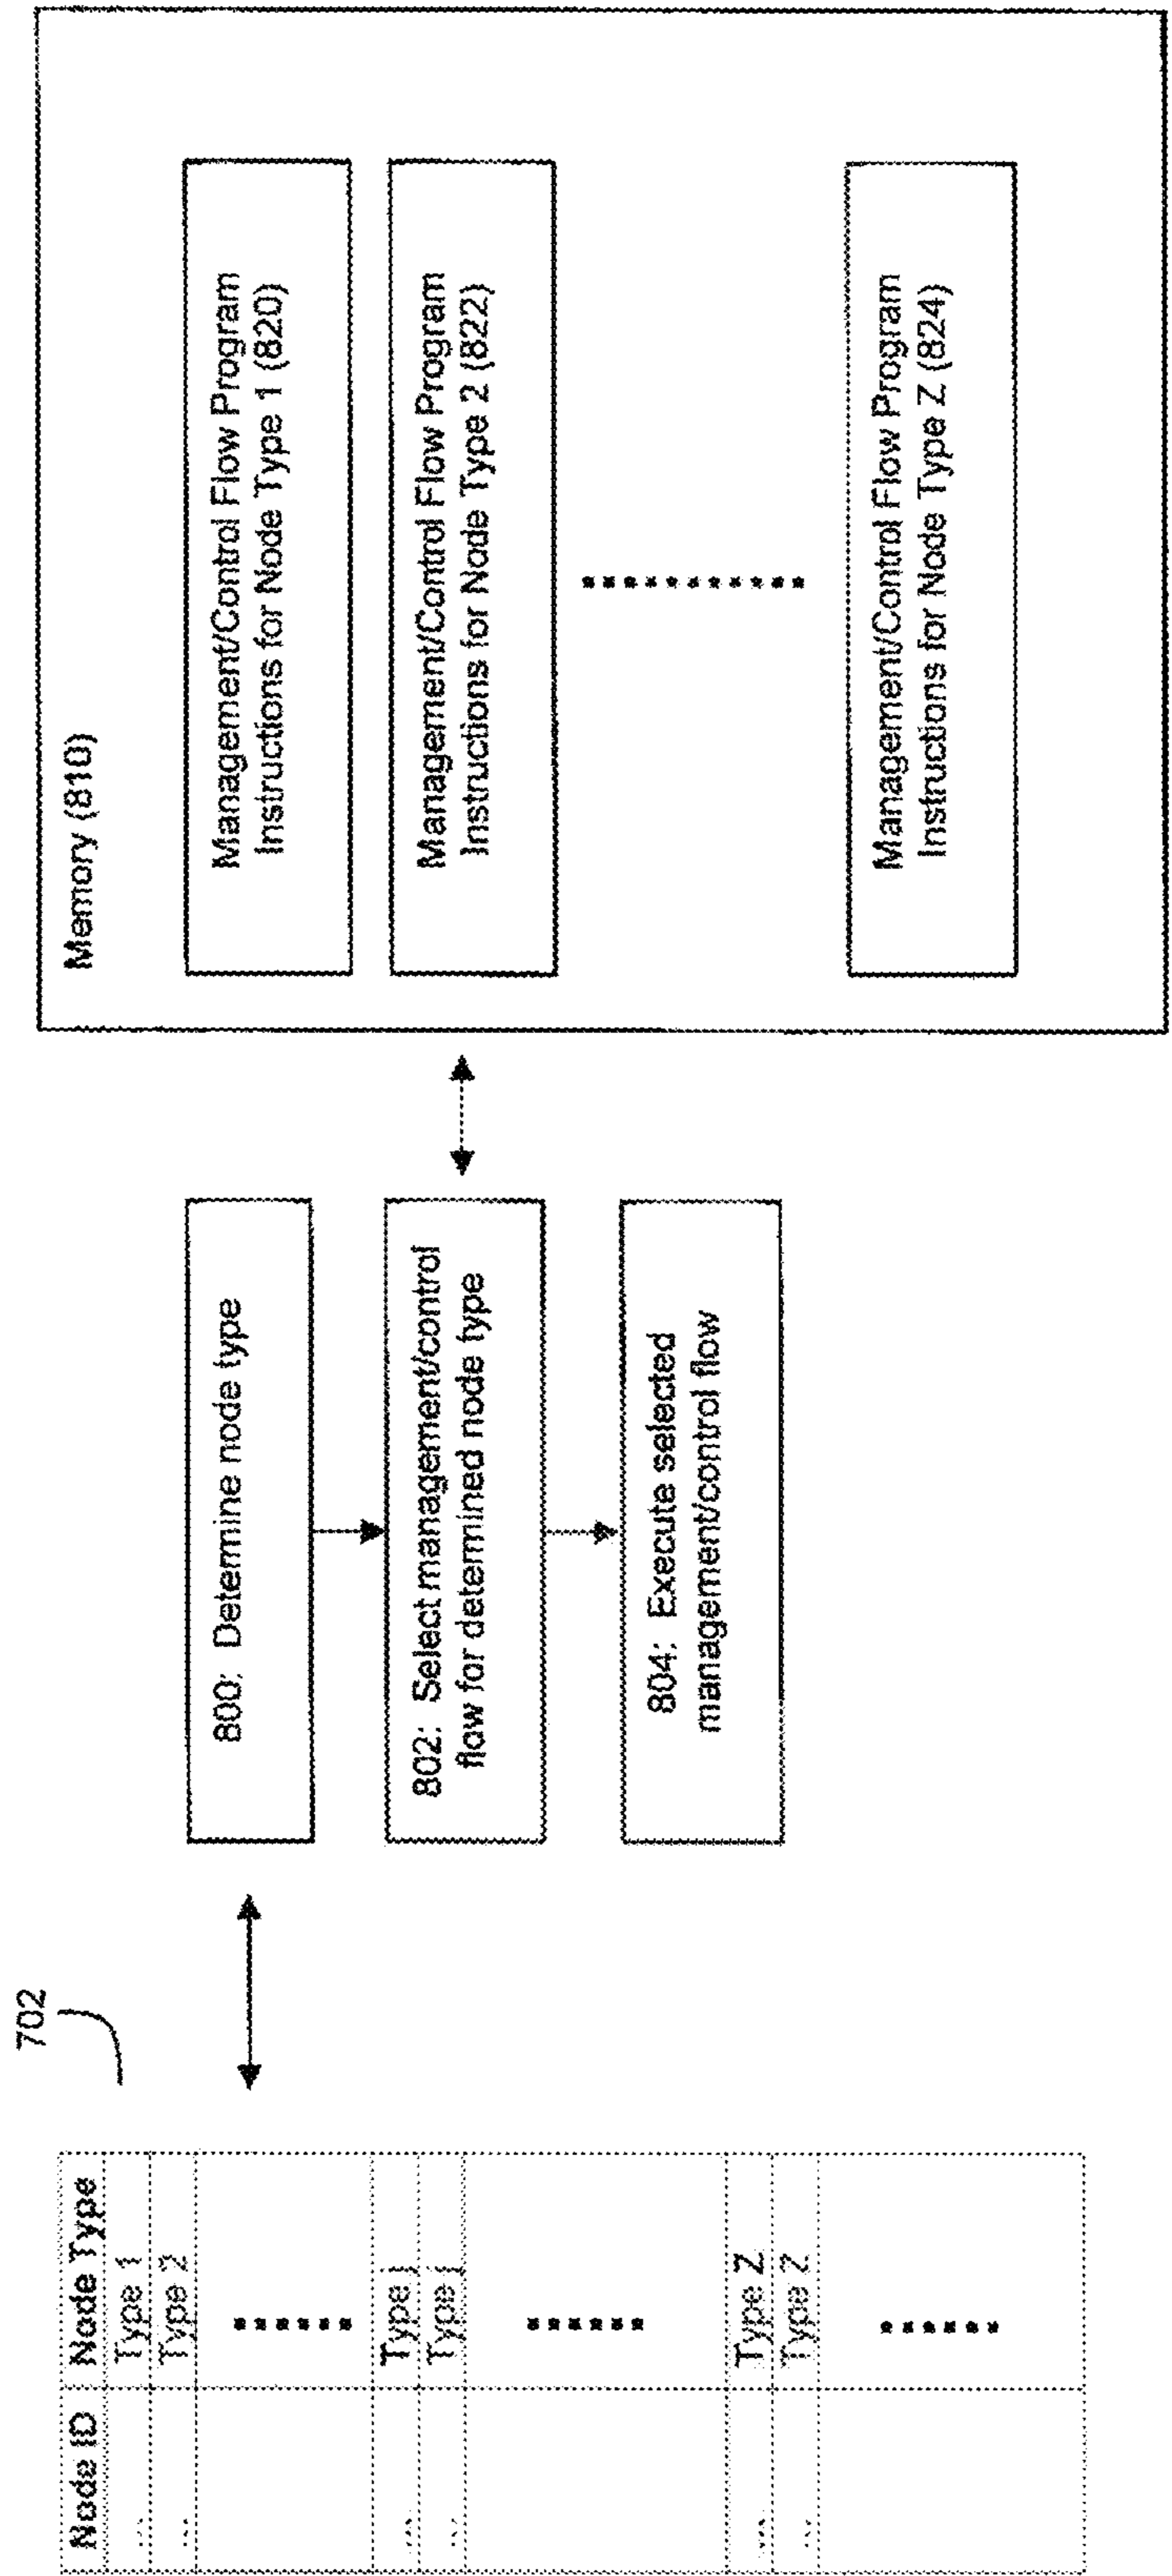 702
Node ID Node Type
Type 1
Type 2
Type j
Type j
Type Z
Type Z
800: Determine node type
802: Select management/control
flow for determined node type
804: Execute selected
management/control flow
Memory (810)
Management/Control Flow Program
Instructions for Node Type 1 (820)
Management/Control Flow Program
Instructions for Node Type 2 (822)
Management/Control Flow Program
Instructions for Node Type Z (824)